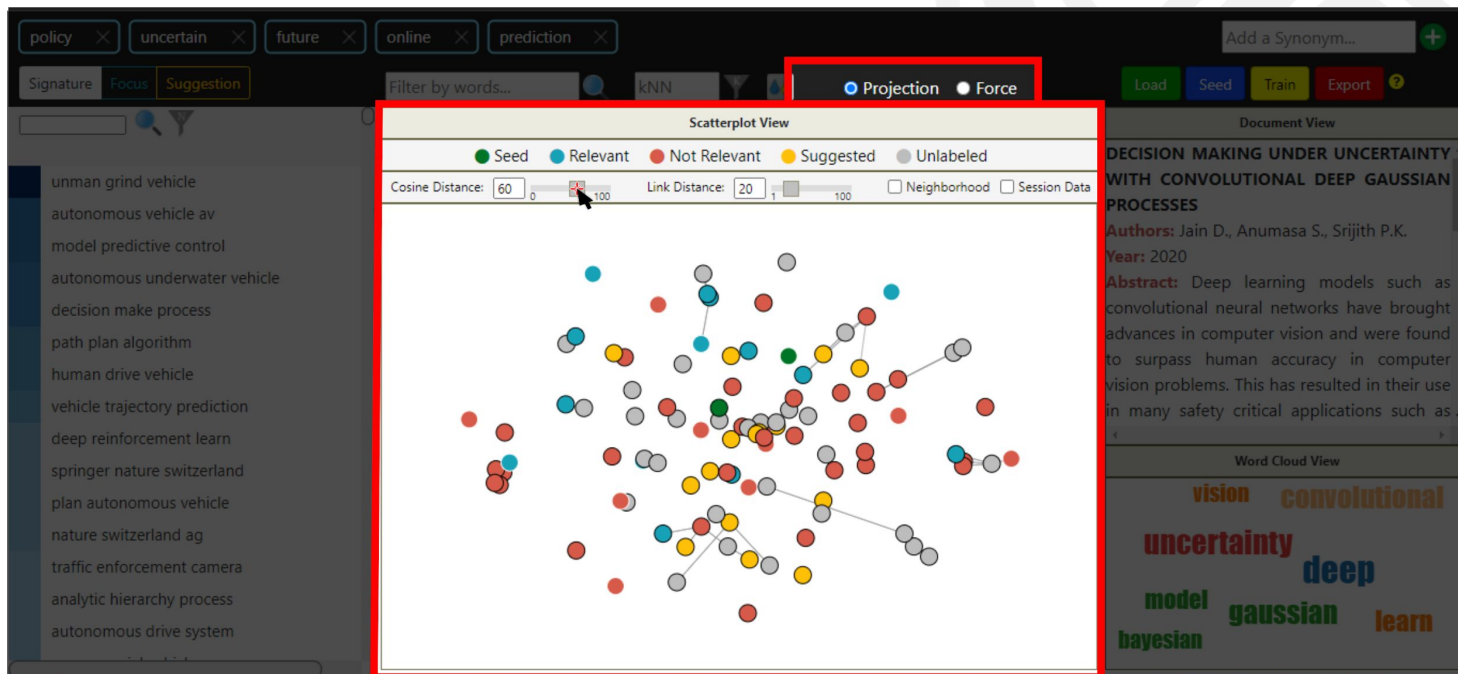 policy × uncertain × future × online × prediction × Add a Synonym...
Signature Focus Suggestion Filter by words... kNN Projection Force Load Seed Train Export ?
Scatterplot View
Seed Relevant Not Relevant Suggested Unlabeled
Cosine Distance: 60 0 100 Link Distance: 20 1 100 Neighborhood Session Data
unman grind vehicle
autonomous vehicle av
model predictive control
autonomous underwater vehicle
decision make process
path plan algorithm
human drive vehicle
vehicle trajectory prediction
deep reinforcement learn
springer nature switzerland
plan autonomous vehicle
nature switzerland ag
traffic enforcement camera
analytic hierarchy process
autonomous drive system
Document View
DECISION MAKING UNDER UNCERTAINTY
WITH CONVOLUTIONAL DEEP GAUSSIAN
PROCESSES
Authors: Jain D., Anumasa S., Srijith P.K.
Year: 2020
Abstract: Deep learning models such as
convolutional neural networks have brought
advances in computer vision and were found
to surpass human accuracy in computer
vision problems. This has resulted in their use
in many safety critical applications such as
Word Cloud View
vision convolutional
uncertainty
deep
model gaussian learn
bayesian